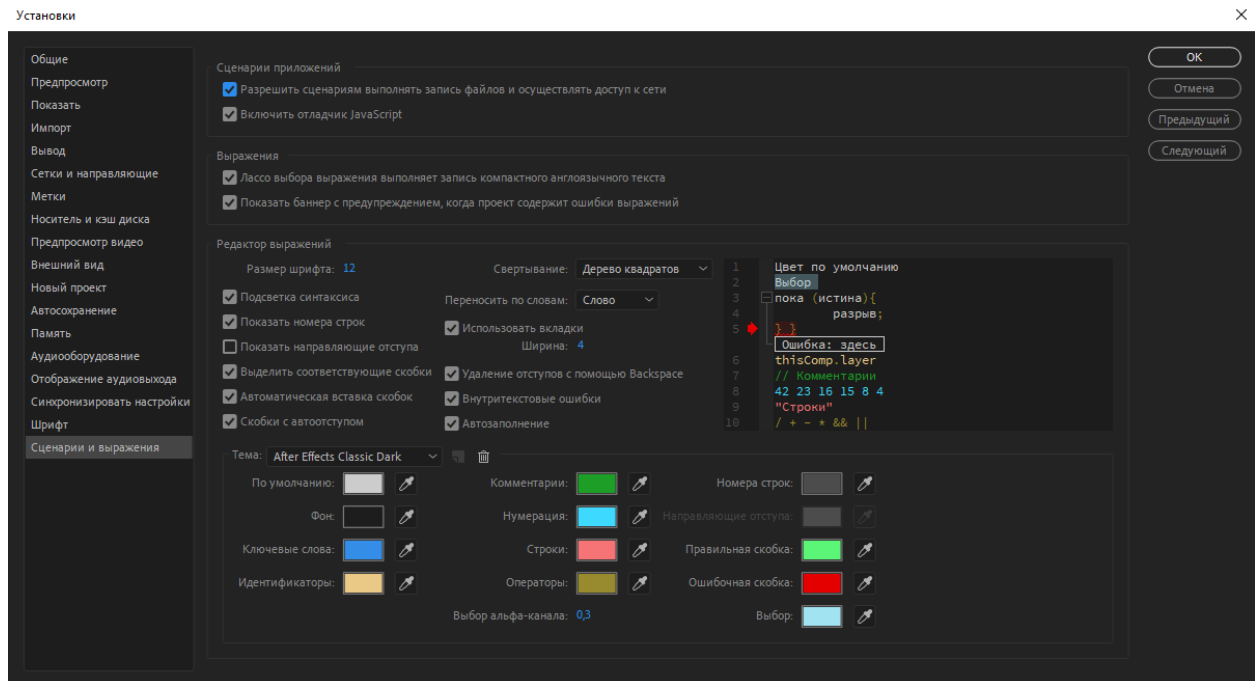 Установки
Общие
Предпросмотр
Показать
Импорт
Вывод
Сетки и направляющие
Метки
Носитель и кэш диска
Предпросмотр видео
Внешний вид
Новый проект
Автосохранение
Память
Аудиооборудование
Отображение аудиовыхода
Синхронизировать настройки
Шрифт
Сценарии и выражения
Сценарии приложений
Разрешить сценариям выполнять запись файлов и осуществлять доступ к сети
Включить отладчик JavaScript
Выражения
Лассо выбора выражения выполняет запись компактного англоязычного текста
Показать баннер с предупреждением, когда проект содержит ошибки выражений
Редактор выражений
Размер шрифта: 12
Подсветка синтаксиса
Показать номера строк
Показать направляющие отступа
Выделить соответствующие скобки
Автоматическая вставка скобок
Скобки с автоотступом
Свертывание: Дерево квадратов
Переносить по словам: Слово
Использовать вкладки
Ширина: 4
Удаление отступов с помощью Backspace
Внутритекстовые ошибки
Автозаполнение
1 Цвет по умолчанию
2 Выбор
3 пока (истина){
4 разрыв;
5 } }
Ошибка: здесь
6 thisComp.layer
7 // Комментарии
8 42 23 16 15 8 4
9 "Строки"
10 / + - * && ||
Тема: After Effects Classic Dark
По умолчанию: Комментарии: Номера строк:
Фон: Нумерация: Направляющие отступа:
Ключевые слова: Строки: Правильная скобка:
Идентификаторы: Операторы: Ошибочная скобка:
Выбор альфа-канала: 0,3 Выбор:
ОК
Отмена
Предыдущий
Следующий